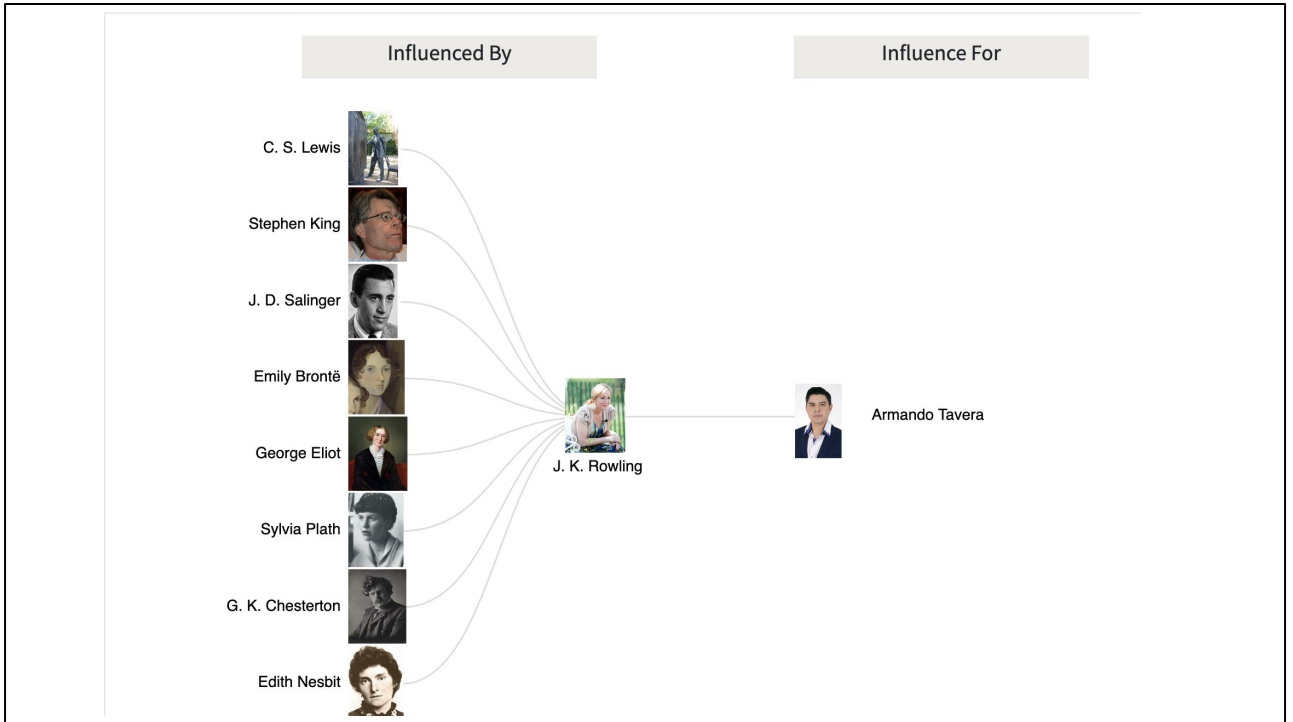 Influenced By
Influence For
C. S. Lewis
Stephen King
J. D. Salinger
Emily Brontë
George Eliot
Sylvia Plath
G. K. Chesterton
Edith Nesbit
J. K. Rowling
Armando Tavera